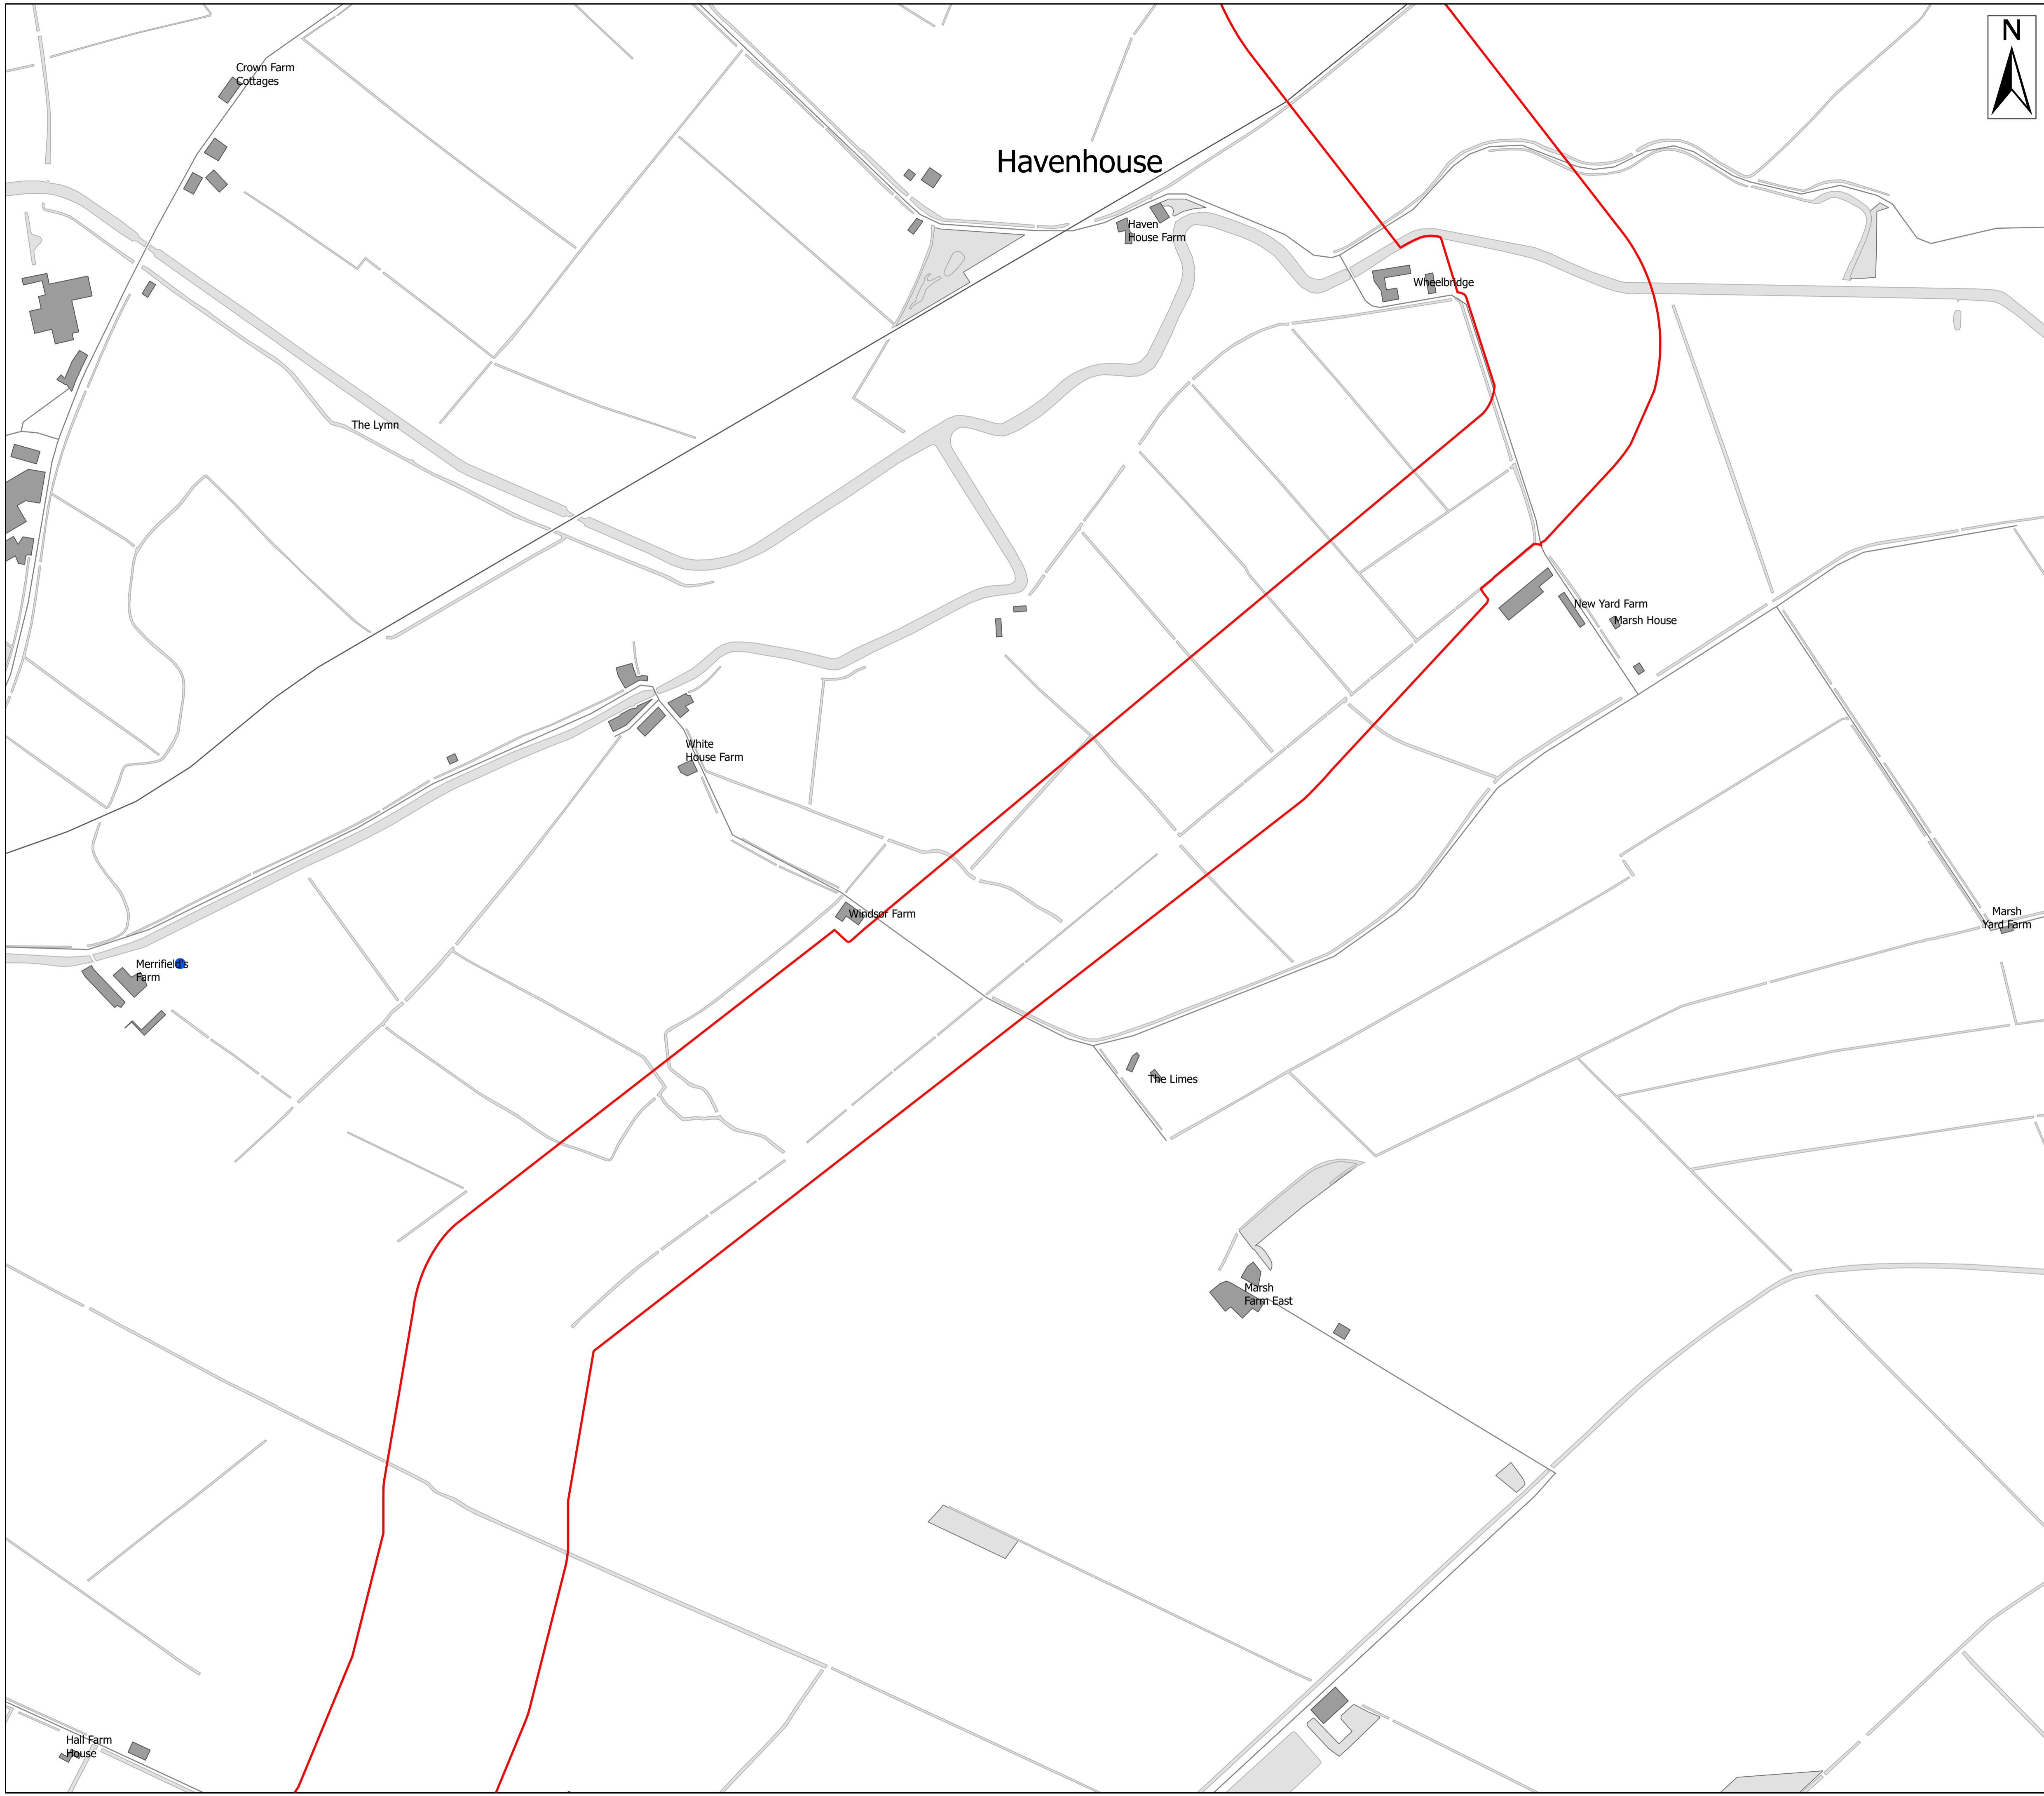 N
Crown Farm
Cottages
Havenhouse
Haven
House Farm
Wheelbridge
The Lymn
New Yard Farm
Marsh House
White
House Farm
Windsor Farm
Marsh
Yard Farm
Merrifield's
Farm
The Limes
Marsh
Farm East
Hall Farm
House